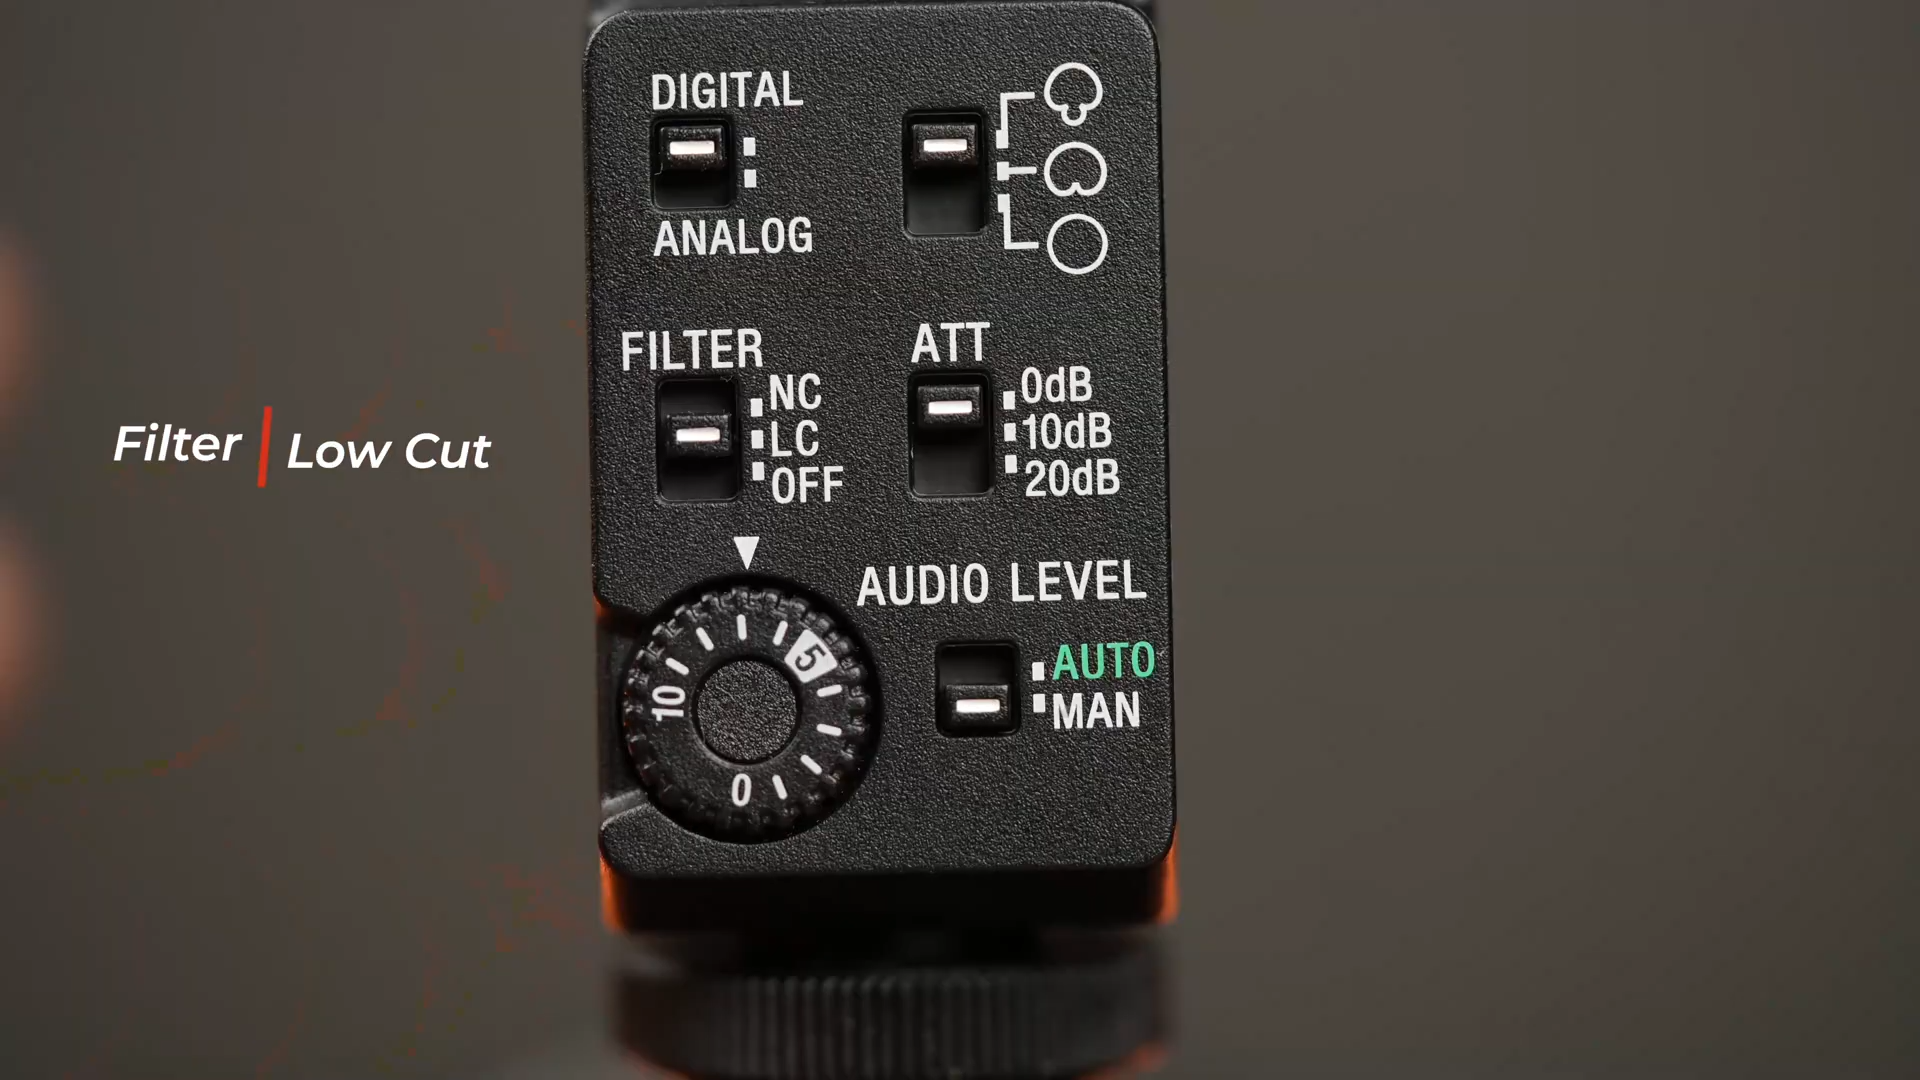 DIGITAL
ANALOG
FILTER
NC
LC
OFF
ATT
0dB
10dB
20dB
Filter | Low Cut
AUDIO LEVEL
AUTO
MAN
5
10
0